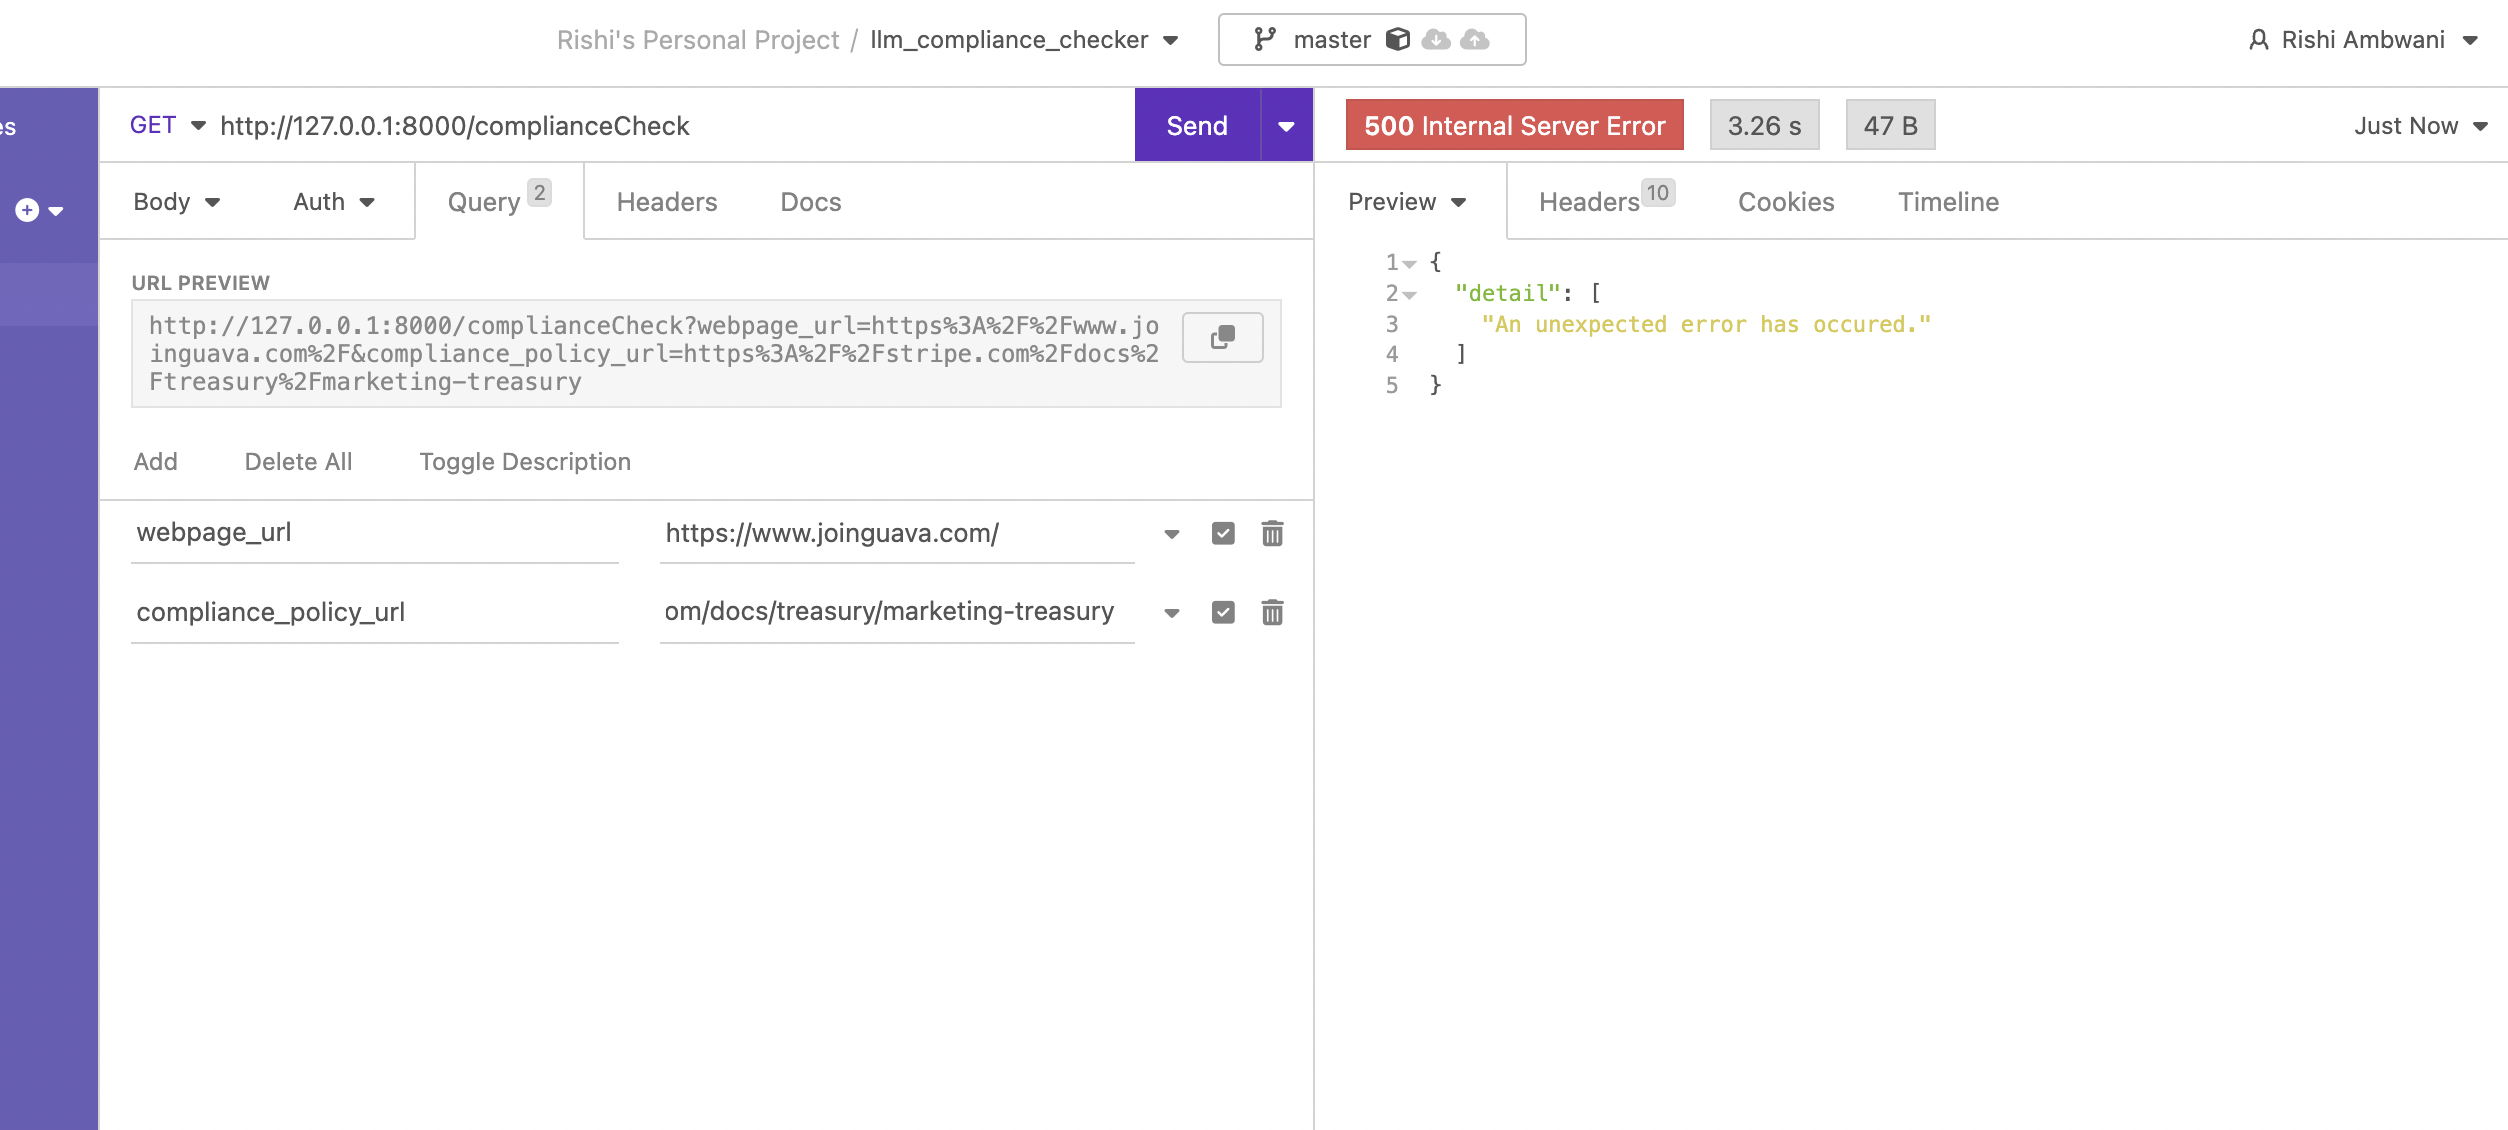 Rishi's Personal Project / llm_compliance_checker
master
Rishi Ambwani
es
GET http://127.0.0.1:8000/complianceCheck
Send
500 Internal Server Error
3.26 s
47 B
Just Now
Body
Auth
Query 2
Headers
Docs
Preview
Headers 10
Cookies
Timeline
URL PREVIEW
http://127.0.0.1:8000/complianceCheck?webpage_url=https%3A%2F%2Fwww.jo
inguava.com%2F&compliance_policy_url=https%3A%2F%2Fstripe.com%2Fdocs%2
Ftreasury%2Fmarketing-treasury
Add
Delete All
Toggle Description
webpage_url
https://www.joinguava.com/
compliance_policy_url
om/docs/treasury/marketing-treasury
1 {
2 "detail": [
3 "An unexpected error has occured."
4 ]
5 }